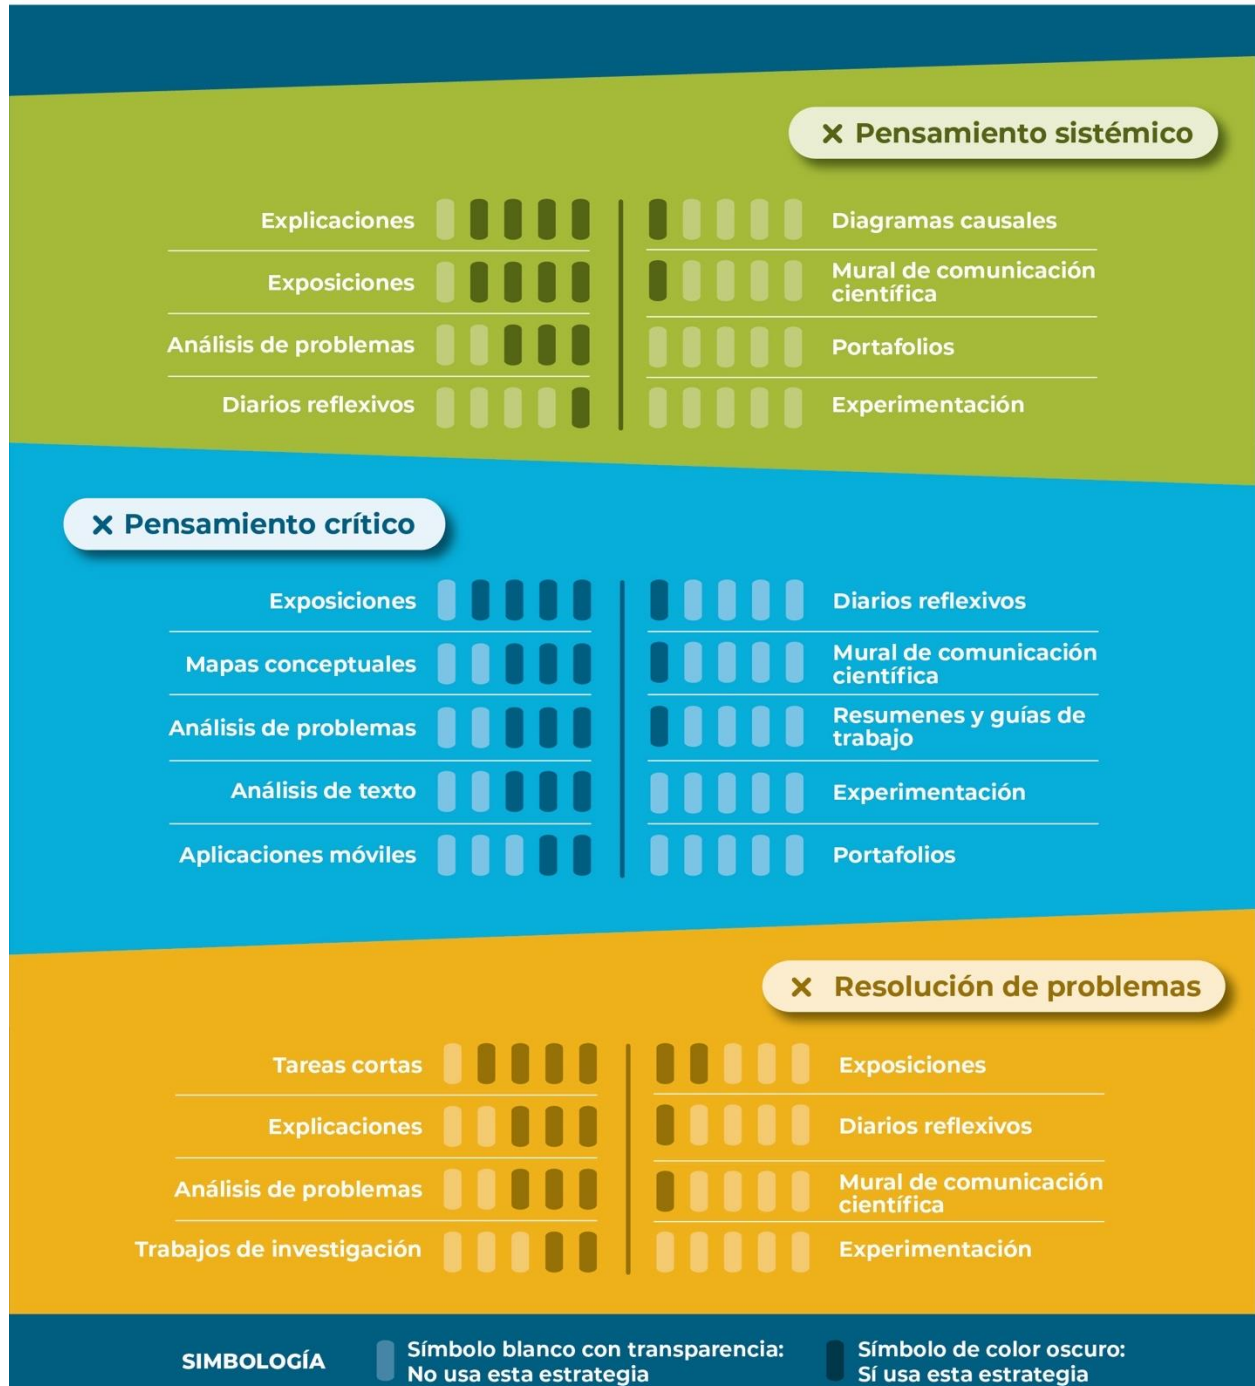 Pensamiento sistémico
Explicaciones
Exposiciones
Análisis de problemas
Diarios reflexivos
Diagramas causales
Mural de comunicación
científica
Portafolios
Experimentación
Pensamiento crítico
Exposiciones
Mapas conceptuales
Análisis de problemas
Análisis de texto
Aplicaciones móviles
Diarios reflexivos
Mural de comunicación
científica
Resumenes y guías de
trabajo
Experimentación
Portafolios
Resolución de problemas
Tareas cortas
Explicaciones
Análisis de problemas
Trabajos de investigación
Exposiciones
Diarios reflexivos
Mural de comunicación
científica
Experimentación
SIMBOLOGÍA
Símbolo blanco con transparencia:
No usa esta estrategia
Símbolo de color oscuro:
Sí usa esta estrategia